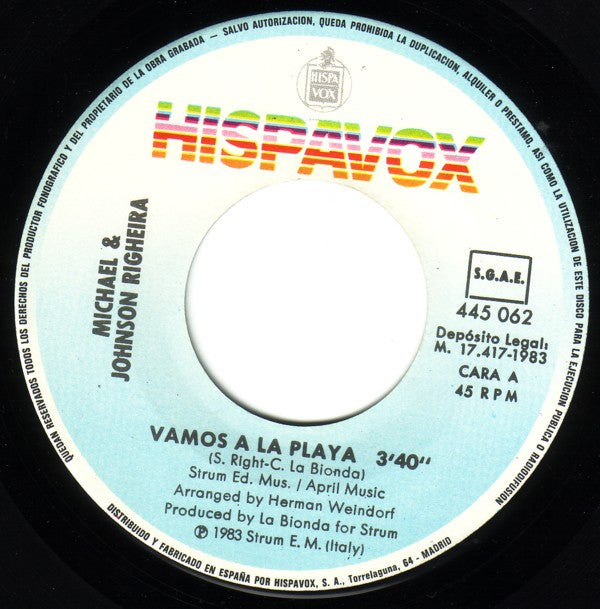 QUEDAN RESERVADOS TODOS LOS DERECHOS DEL PRODUCTOR FONOGRAFICO Y DEL PROPIETARIO DE LA OBRA GRABADA – SALVO AUTORIZACION, QUEDA PROHIBIDA LA DUPLICACION, ALQUILER O PRESTAMO, ASI COMO LA UTILIZACION DE ESTE DISCO PARA LA EJECUCION PUBLICA O RADIODIFUSION
HISPA
VOX
HISPAVOX
MICHAEL &
JOHNSON RIGHEIRA
S.G.A.E.
445 062
Depósito Legal:
M. 17.417-1983
CARA A
45 RPM
VAMOS A LA PLAYA 3'40"
(S. Right-C. La Bionda)
Strum Ed. Mus. / April Music
Arranged by Herman Weindorf
Produced by La Bionda for Strum
℗ 1983 Strum E. M. (Italy)
DISTRIBUIDO Y FABRICADO EN ESPAÑA POR HISPAVOX, S. A., Torrelaguna, 64 - MADRID